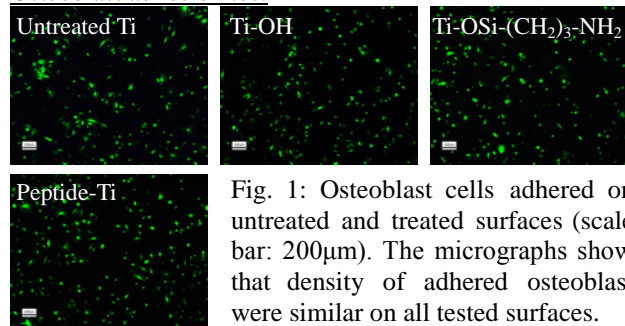 Untreated Ti
Ti-OH
Ti-OSi-(CH₂)₃-NH₂
Peptide-Ti
Fig. 1: Osteoblast cells adhered on
untreated and treated surfaces (scale
bar: 200μm). The micrographs show
that density of adhered osteoblast
were similar on all tested surfaces.